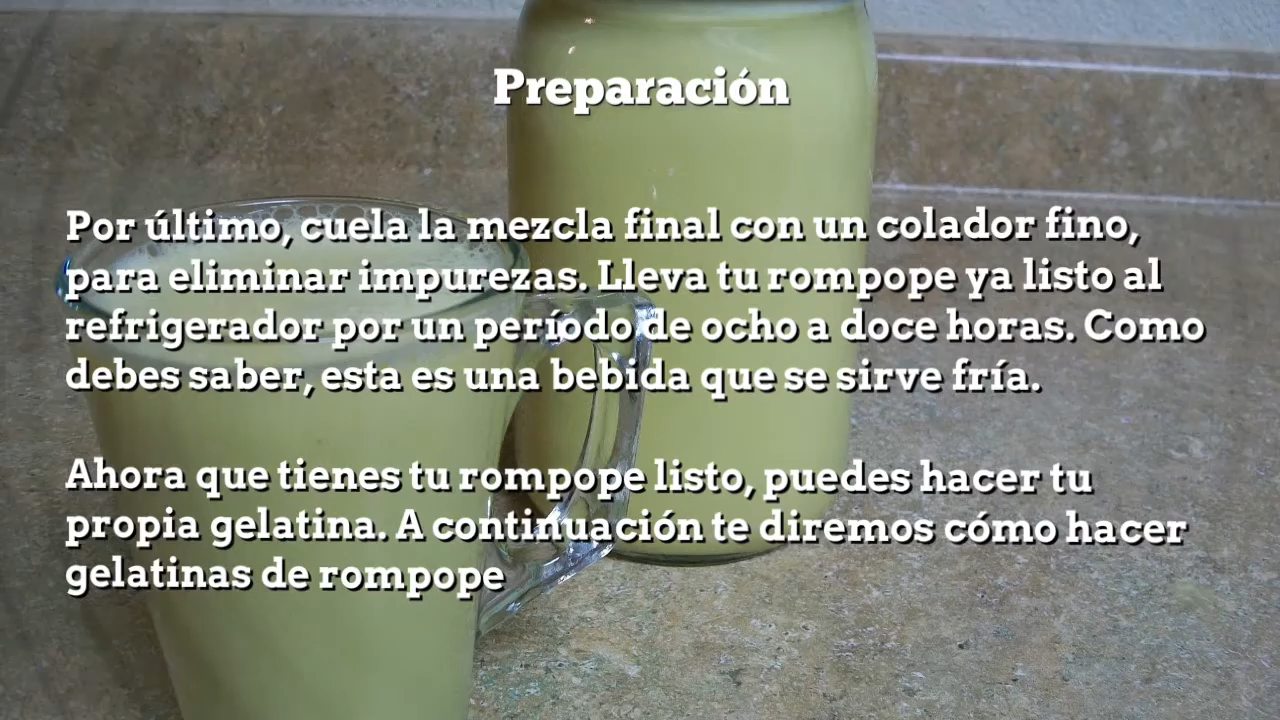 Preparación
Por último, cuela la mezcla final con un colador fino,
para eliminar impurezas. Lleva tu rompope ya listo al
refrigerador por un período de ocho a doce horas. Como
debes saber, esta es una bebida que se sirve fría.
Ahora que tienes tu rompope listo, puedes hacer tu
propia gelatina. A continuación te diremos cómo hacer
gelatinas de rompope